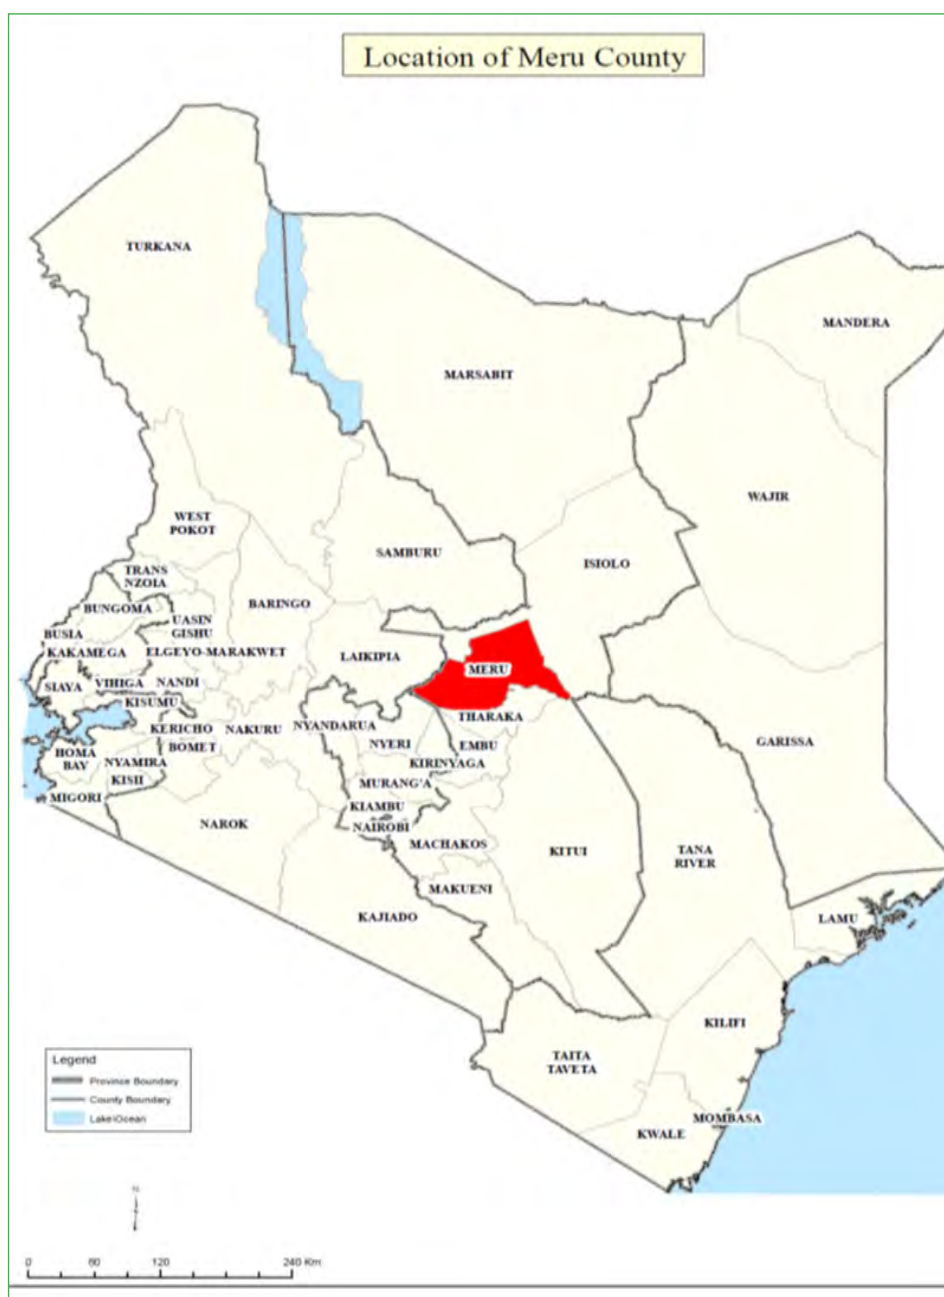 Location of Meru County
TURKANA
MANDERA
MARSABIT
WAJIR
WEST
POKOT
SAMBURU
ISIOLO
TRANS
NZOIA
BUNGOMA
BARINGO
UASIN
GISHU
BUSIA
KAKAMEGA
ELGEYO-MARAKWET
LAIKIPIA
MERU
SIAYA
VIHIGA
NANDI
KISUMU
THARAKA
KERICHO
NAKURU
NYANDARUA
BOMET
NYERI
EMBU
GARISSA
HOMA
BAY
NYAMIRA
KIRINYAGA
KISII
MURANG'A
MIGORI
KIAMBU
NAROK
NAIROBI
MACHAKOS
KITUI
TANA
RIVER
MAKUENI
KAJIADO
LAMU
KILIFI
TAITA
TAVETA
MOMBASA
KWALE
Legend
Province Boundary
County Boundary
Lake\Ocean
N
0 60 120 240 Km